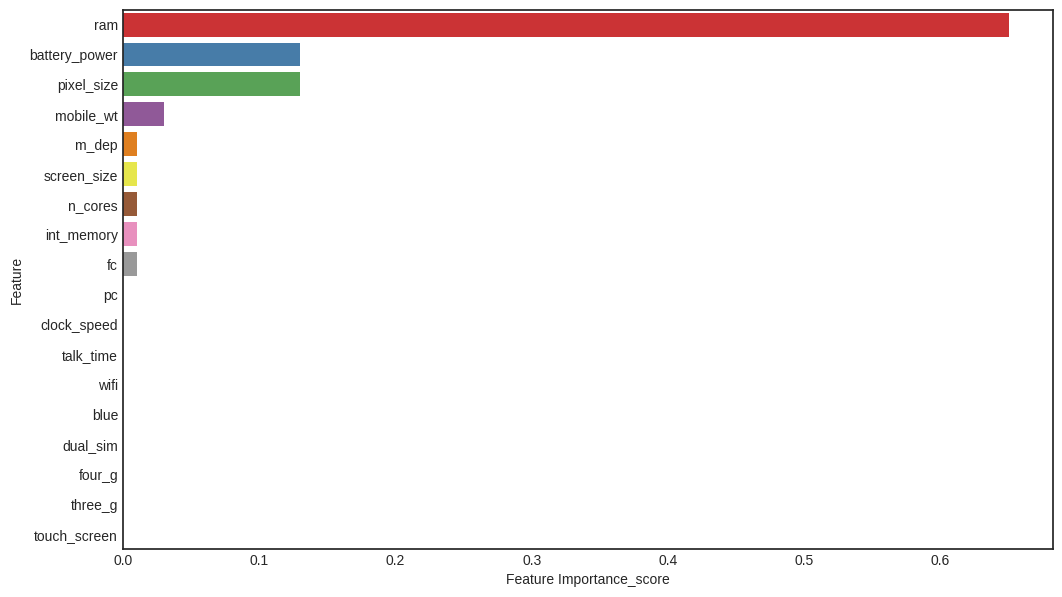 ram
battery_power
pixel_size
mobile_wt
m_dep
screen_size
n_cores
int_memory
fc
pc
clock_speed
talk_time
wifi
blue
dual_sim
four_g
three_g
touch_screen
Feature
0.0 0.1 0.2 0.3 0.4 0.5 0.6
Feature Importance_score